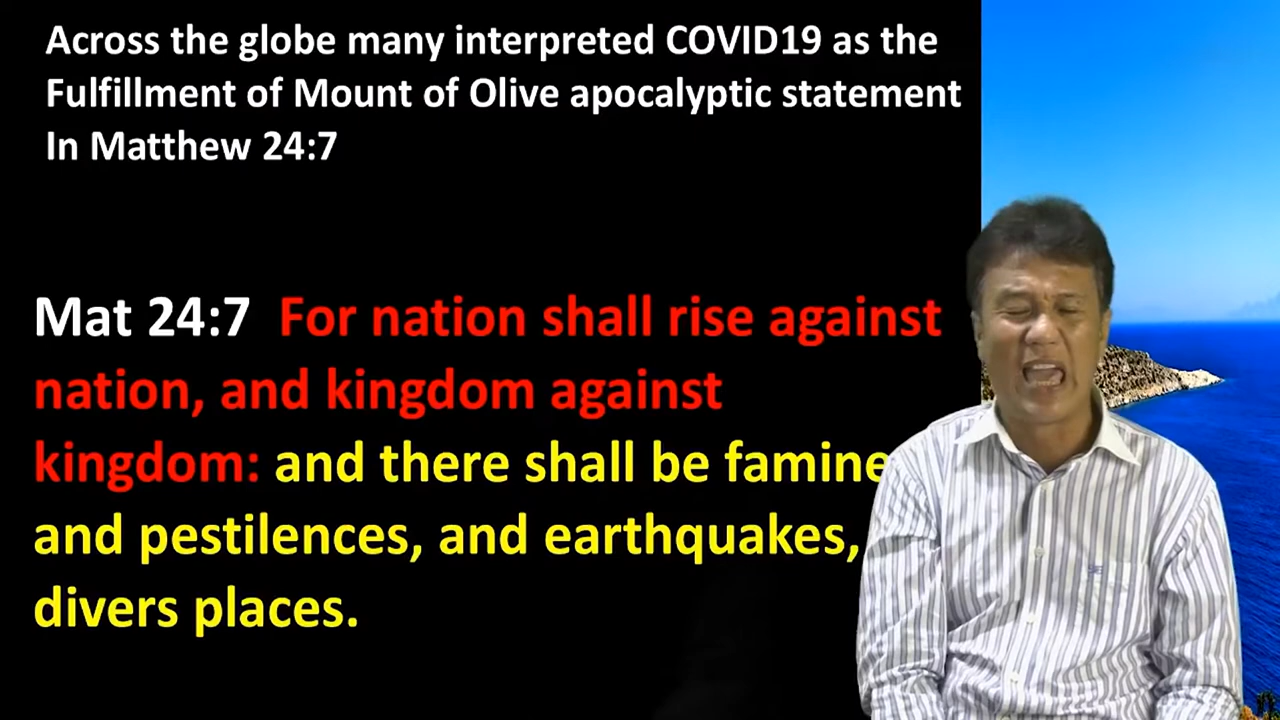 Across the globe many interpreted COVID19 as the
Fulfillment of Mount of Olive apocalyptic statement
In Matthew 24:7
Mat 24:7 For nation shall rise against
nation, and kingdom against
kingdom: and there shall be famine
and pestilences, and earthquakes,
divers places.